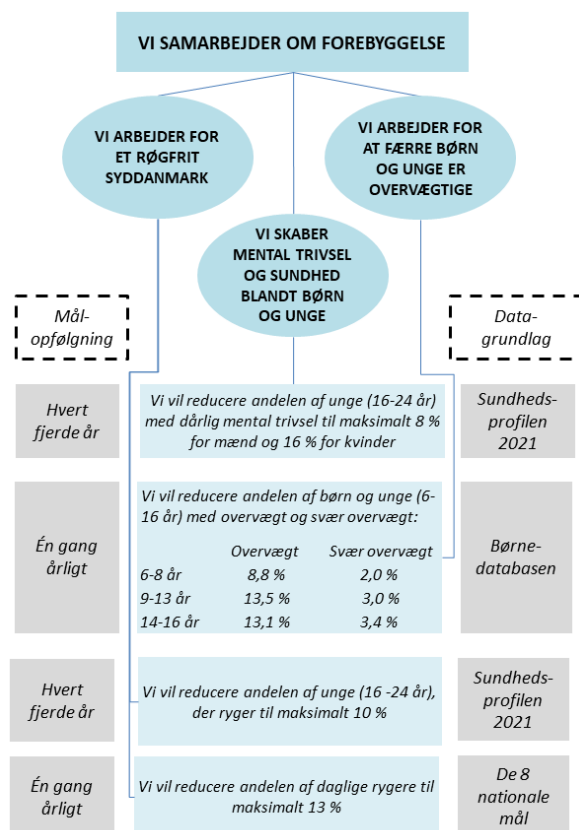 VI SAMARBEJDER OM FOREBYGGELSE
VI ARBEJDER FOR
ET RØGFRIT
SYDDANMARK
VI ARBEJDER FOR
AT FÆRRE BØRN
OG UNGE ER
OVERVÆGTIGE
VI SKABER
MENTAL TRIVSEL
OG SUNDHED
BLANDT BØRN
OG UNGE
Mål-
opfølgning
Data-
grundlag
Hvert
fjerde år
Vi vil reducere andelen af unge (16-24 år)
med dårlig mental trivsel til maksimalt 8 %
for mænd og 16 % for kvinder
Sundheds-
profilen
2021
Én gang
årligt
Vi vil reducere andelen af børn og unge (6-
16 år) med overvægt og svær overvægt:
Overvægt Svær overvægt
6-8 år 8,8 % 2,0 %
9-13 år 13,5 % 3,0 %
14-16 år 13,1 % 3,4 %
Børne-
databasen
Hvert
fjerde år
Vi vil reducere andelen af unge (16 -24 år),
der ryger til maksimalt 10 %
Sundheds-
profilen
2021
Én gang
årligt
Vi vil reducere andelen af daglige rygere til
maksimalt 13 %
De 8
nationale
mål